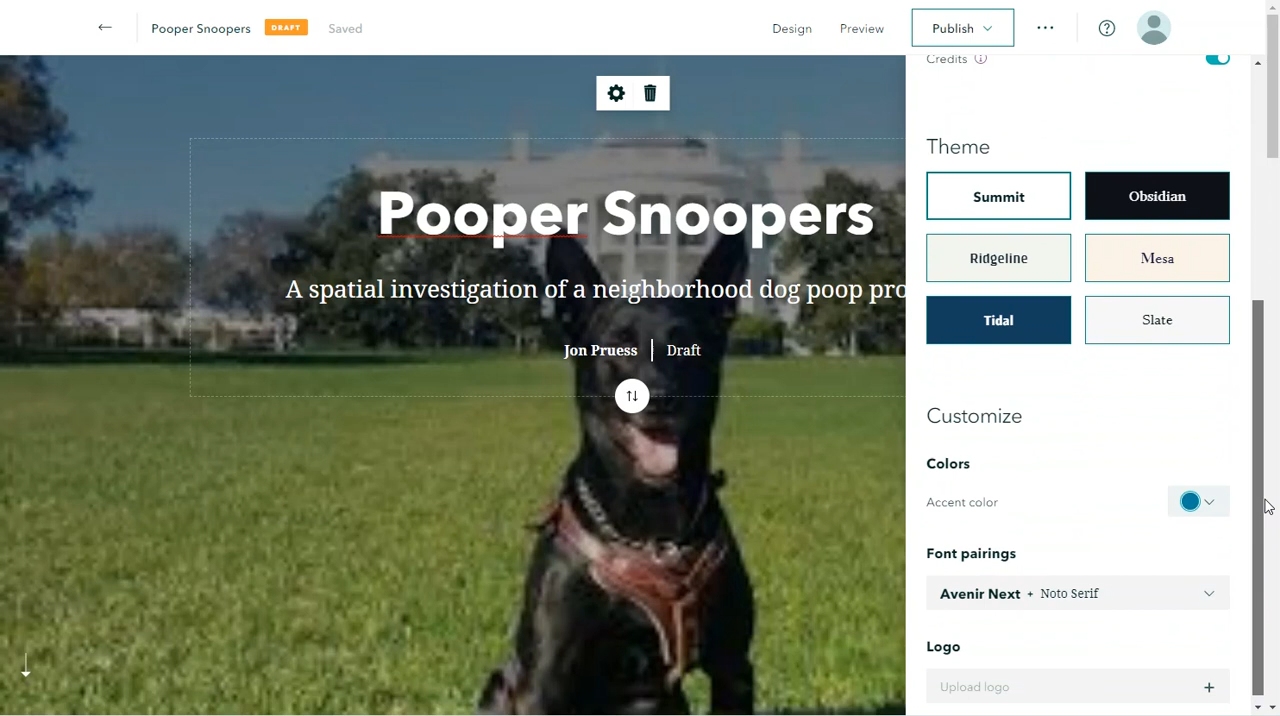 Pooper Snoopers DRAFT Saved Design Preview Publish
Credits
Pooper Snoopers
A spatial investigation of a neighborhood dog poop pro
Jon Pruess Draft
Theme
Summit Obsidian
Ridgeline Mesa
Tidal Slate
Customize
Colors
Accent color
Font pairings
Avenir Next + Noto Serif
Logo
Upload logo +